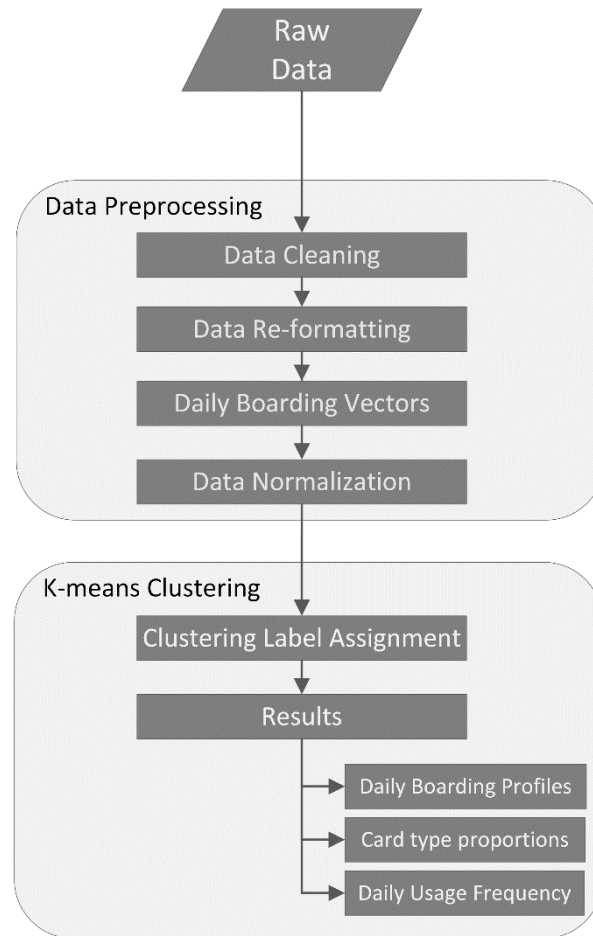 Raw
Data
Data Preprocessing
Data Cleaning
Data Re-formatting
Daily Boarding Vectors
Data Normalization
K-means Clustering
Clustering Label Assignment
Results
Daily Boarding Profiles
Card type proportions
Daily Usage Frequency